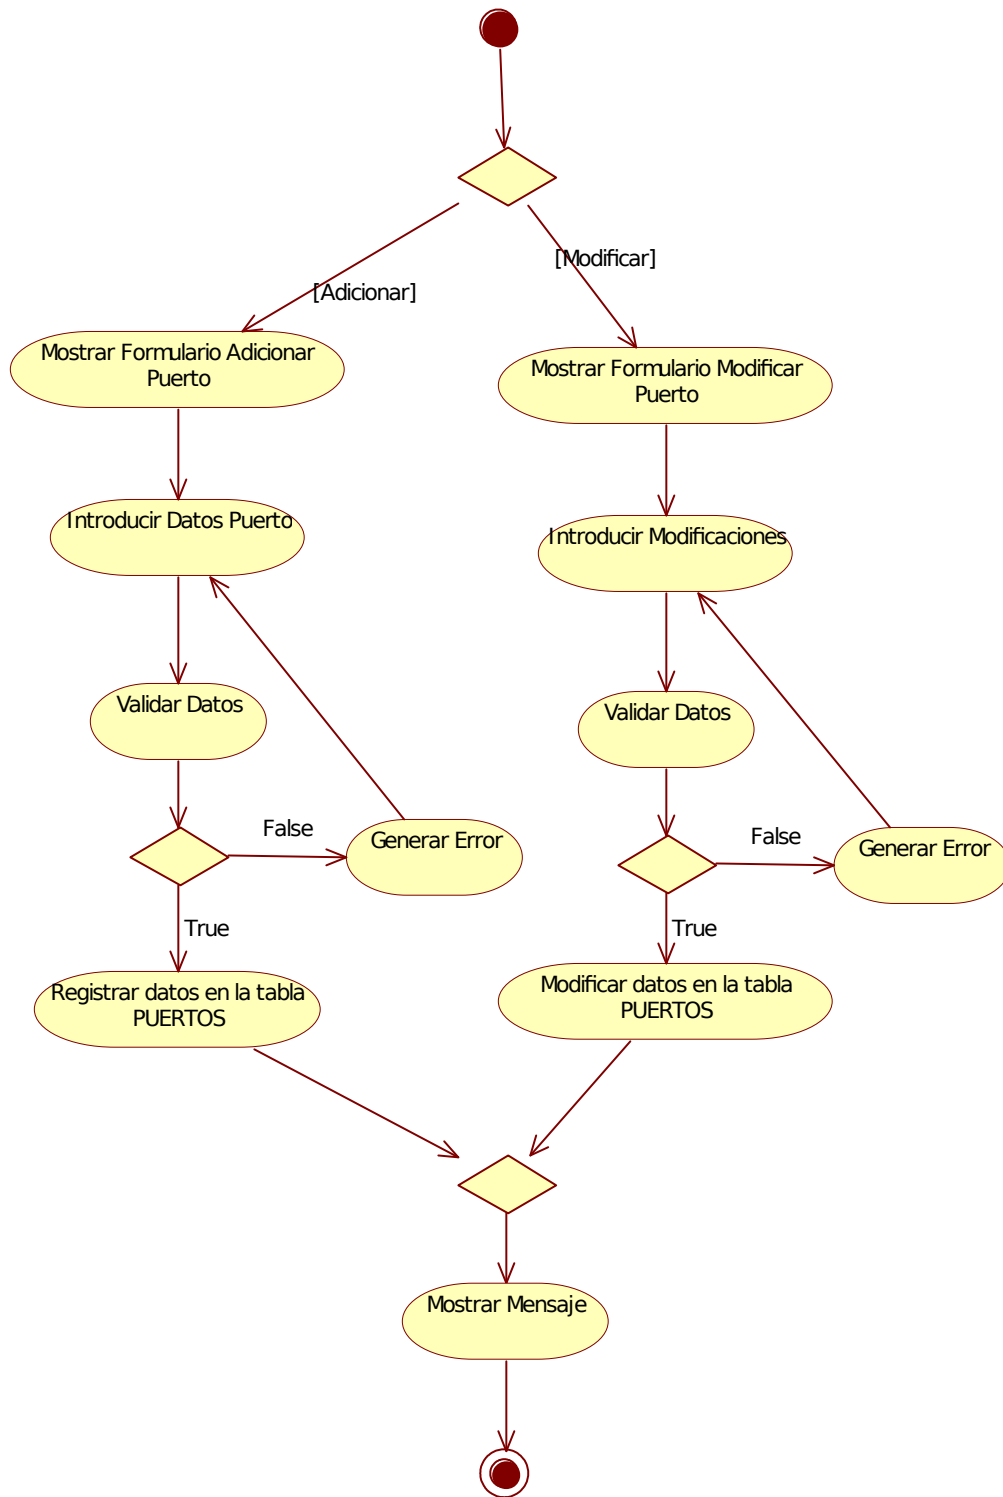 [Modificar]
[Adicionar]
Mostrar Formulario Adicionar
Puerto
Mostrar Formulario Modificar
Puerto
Introducir Datos Puerto
Introducir Modificaciones
Validar Datos
Validar Datos
False
Generar Error
False
Generar Error
True
True
Registrar datos en la tabla
PUERTOS
Modificar datos en la tabla
PUERTOS
Mostrar Mensaje